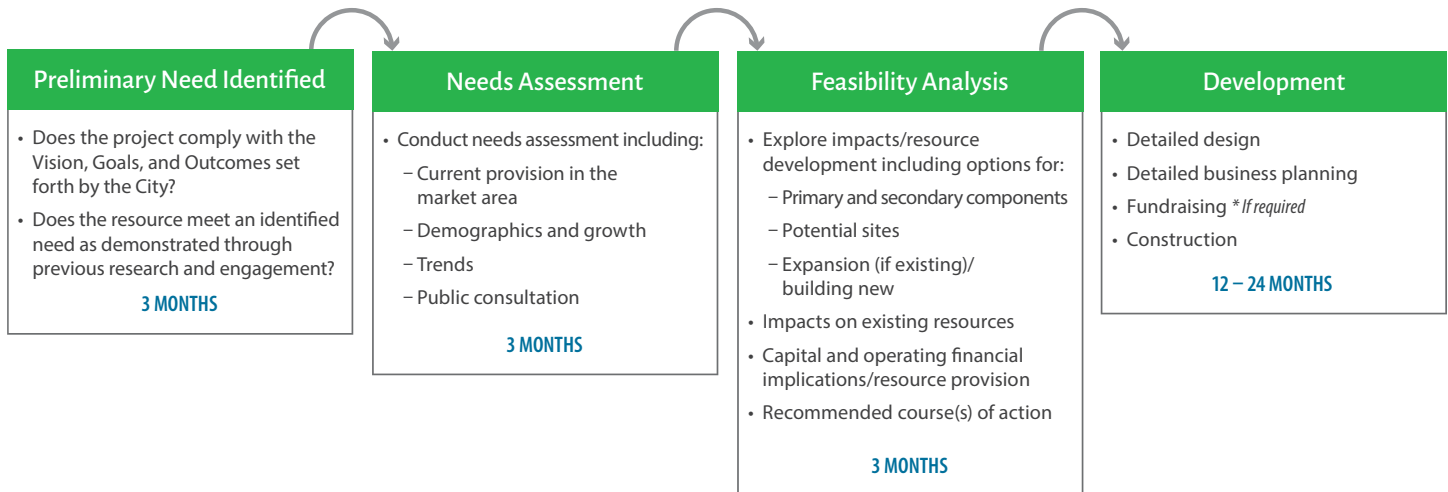 Preliminary Need Identified
• Does the project comply with the
Vision, Goals, and Outcomes set
forth by the City?
• Does the resource meet an identified
need as demonstrated through
previous research and engagement?
3 MONTHS
Needs Assessment
• Conduct needs assessment including:
– Current provision in the
market area
– Demographics and growth
– Trends
– Public consultation
3 MONTHS
Feasibility Analysis
• Explore impacts/resource
development including options for:
– Primary and secondary components
– Potential sites
– Expansion (if existing)/
building new
• Impacts on existing resources
• Capital and operating financial
implications/resource provision
• Recommended course(s) of action
3 MONTHS
Development
• Detailed design
• Detailed business planning
• Fundraising * If required
• Construction
12 – 24 MONTHS